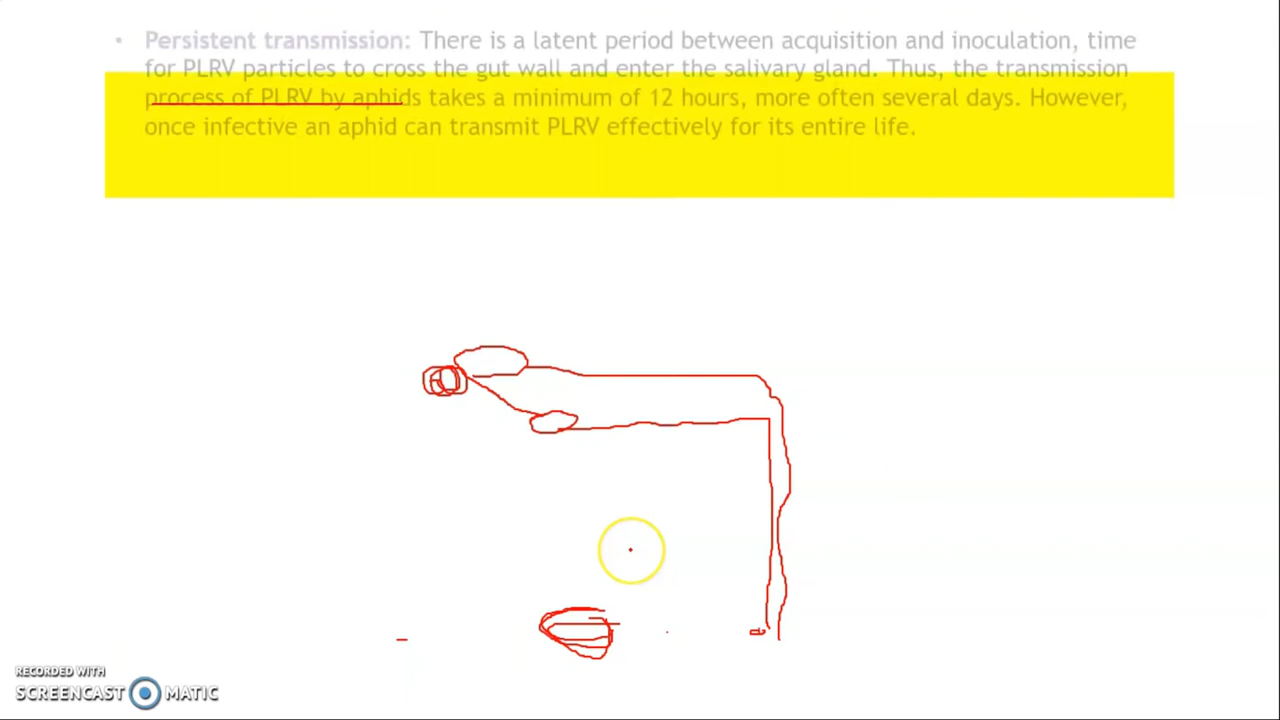 • Persistent transmission: There is a latent period between acquisition and inoculation, time
for PLRV particles to cross the gut wall and enter the salivary gland. Thus, the transmission
process of PLRV by aphids takes a minimum of 12 hours, more often several days. However,
once infective an aphid can transmit PLRV effectively for its entire life.
RECORDED WITH
SCREENCAST MATIC